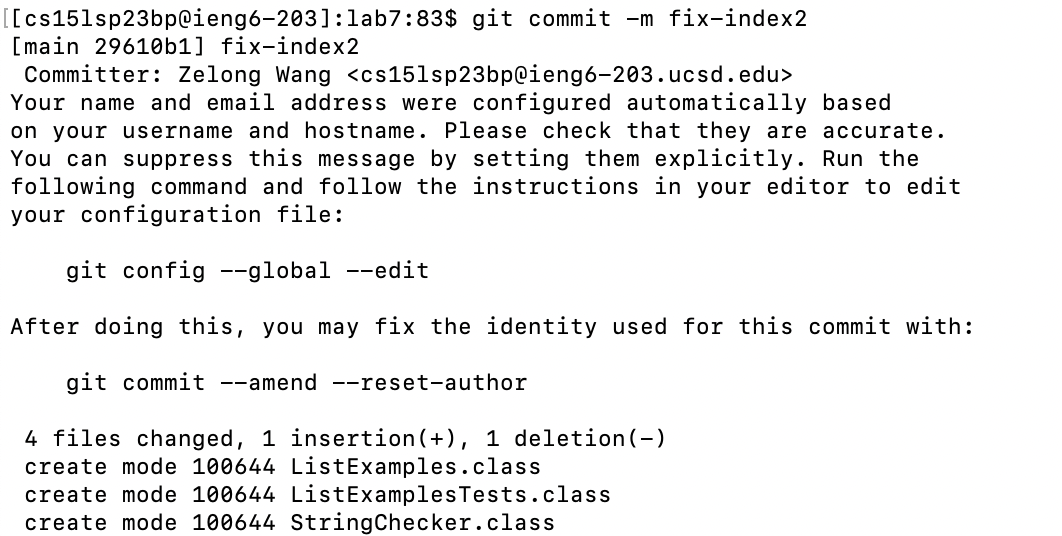 [[cs15lsp23bp@ieng6-203]:lab7:83$ git commit -m fix-index2
[main 29610b1] fix-index2
 Committer: Zelong Wang <cs15lsp23bp@ieng6-203.ucsd.edu>
Your name and email address were configured automatically based
on your username and hostname. Please check that they are accurate.
You can suppress this message by setting them explicitly. Run the
following command and follow the instructions in your editor to edit
your configuration file:

    git config --global --edit

After doing this, you may fix the identity used for this commit with:

    git commit --amend --reset-author

 4 files changed, 1 insertion(+), 1 deletion(-)
 create mode 100644 ListExamples.class
 create mode 100644 ListExamplesTests.class
 create mode 100644 StringChecker.class